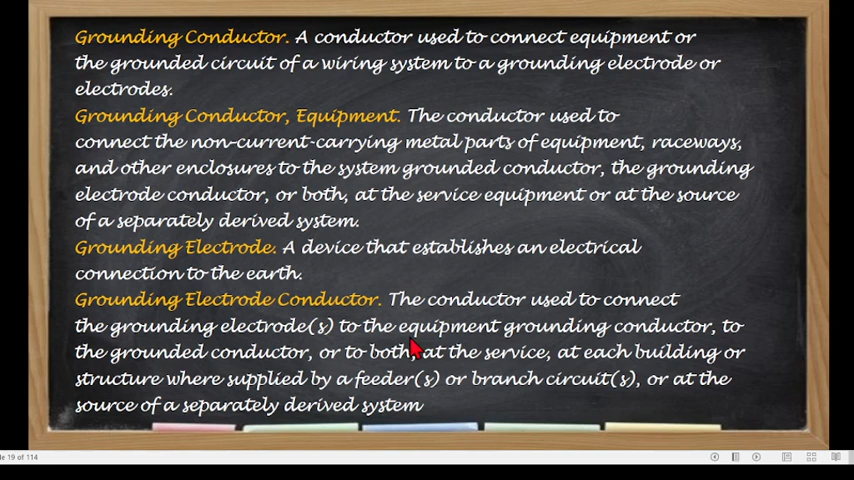 Grounding Conductor. A conductor used to connect equipment or
the grounded circuit of a wiring system to a grounding electrode or
electrodes.
Grounding Conductor, Equipment. The conductor used to
connect the non-current-carrying metal parts of equipment, raceways,
and other enclosures to the system grounded conductor, the grounding
electrode conductor, or both, at the service equipment or at the source
of a separately derived system.
Grounding Electrode. A device that establishes an electrical
connection to the earth.
Grounding Electrode Conductor. The conductor used to connect
the grounding electrode(s) to the equipment grounding conductor, to
the grounded conductor, or to both, at the service, at each building or
structure where supplied by a feeder(s) or branch circuit(s), or at the
source of a separately derived system
de 19 of 114